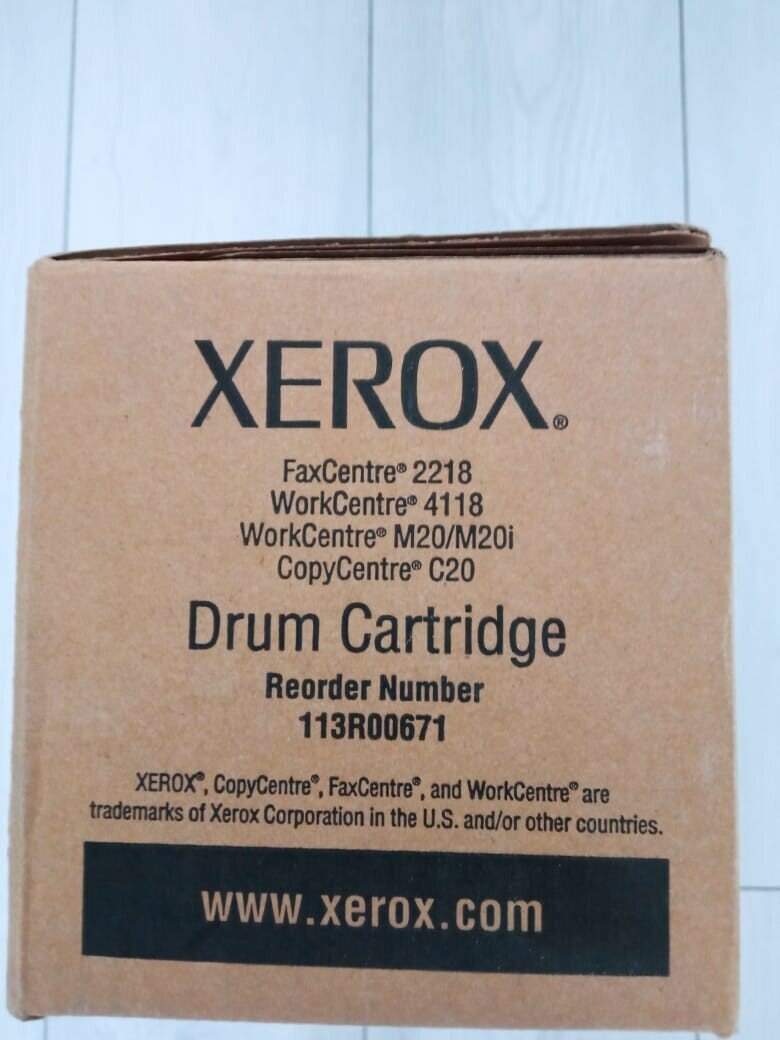 XEROX®
FaxCentre® 2218
WorkCentre® 4118
WorkCentre® M20/M20i
CopyCentre® C20
Drum Cartridge
Reorder Number
113R00671
XEROX®, CopyCentre®, FaxCentre®, and WorkCentre® are
trademarks of Xerox Corporation in the U.S. and/or other countries.
www.xerox.com